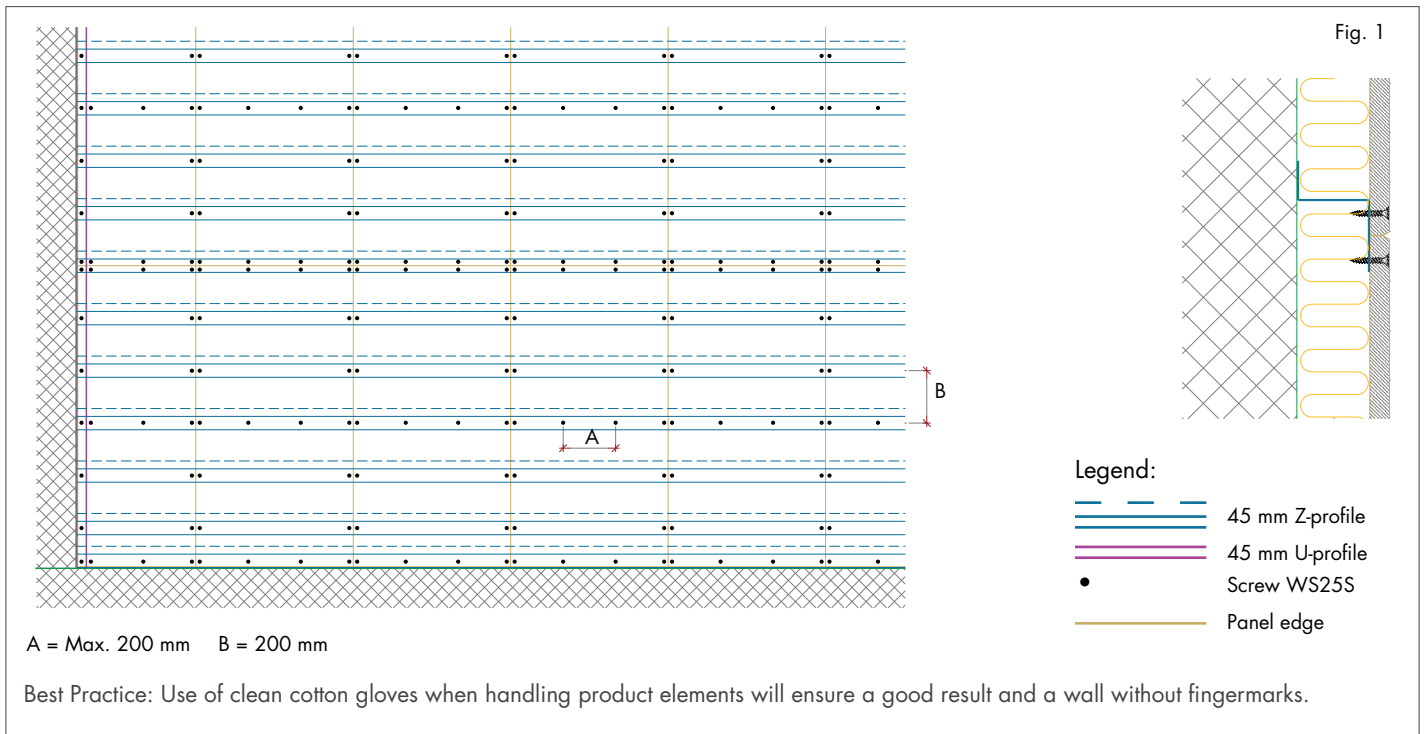 Fig. 1
B
A
Legend:
45 mm Z-profile
45 mm U-profile
Screw WS25S
Panel edge
A = Max. 200 mm B = 200 mm
Best Practice: Use of clean cotton gloves when handling product elements will ensure a good result and a wall without fingermarks.